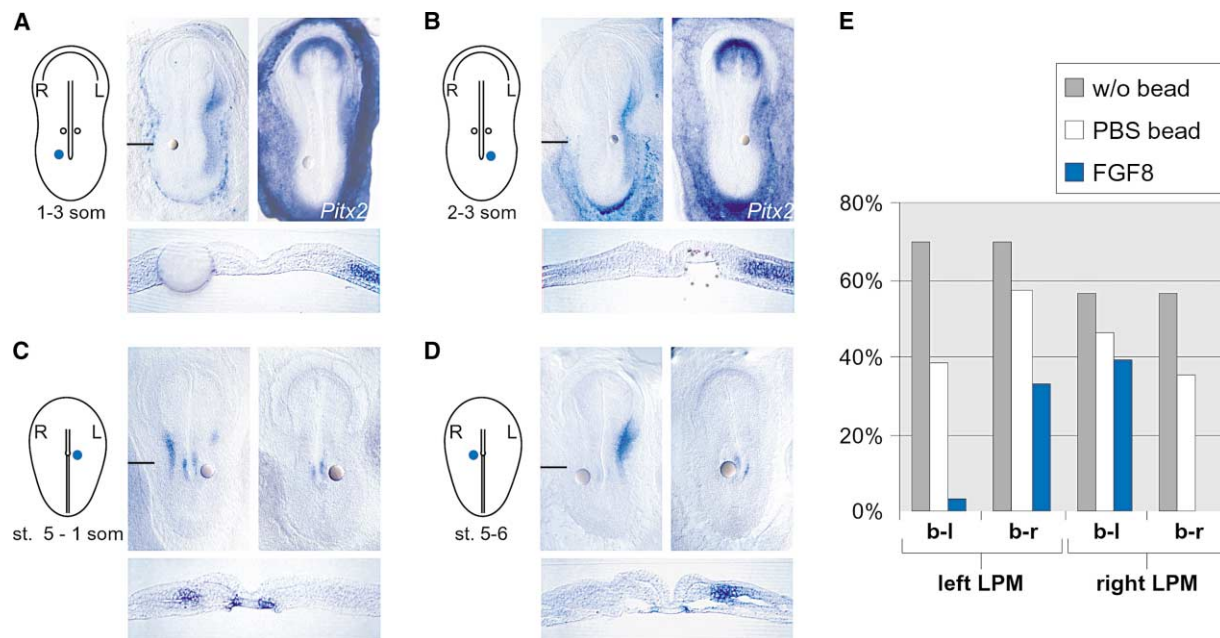 A
R L
1-3 som
Pitx2
B
R L
2-3 som
Pitx2
C
R L
st. 5 - 1 som
D
R L
st. 5-6
E
w/o bead
PBS bead
FGF8
80%
60%
40%
20%
0%
b-l b-r b-l b-r
left LPM right LPM